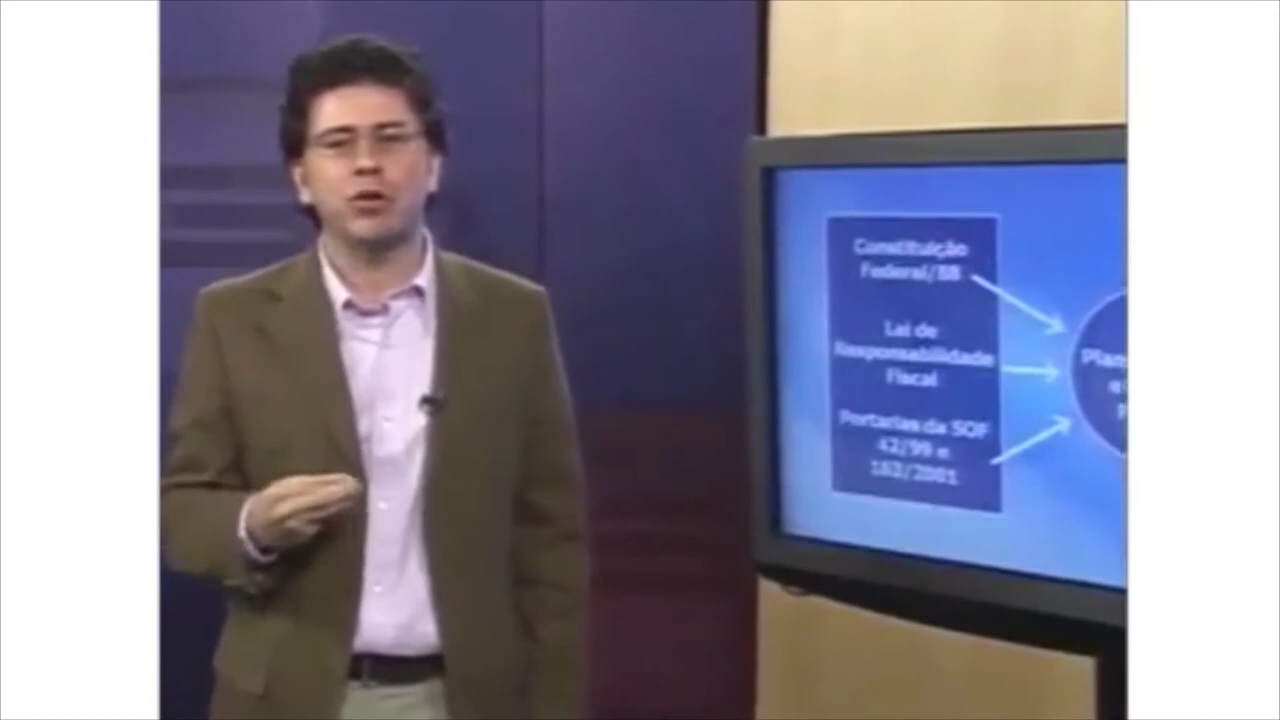 Constituição
Federal/88
Lei de
Responsabilidade
Fiscal
Portarias da SOF
42/99 e
163/2001
e